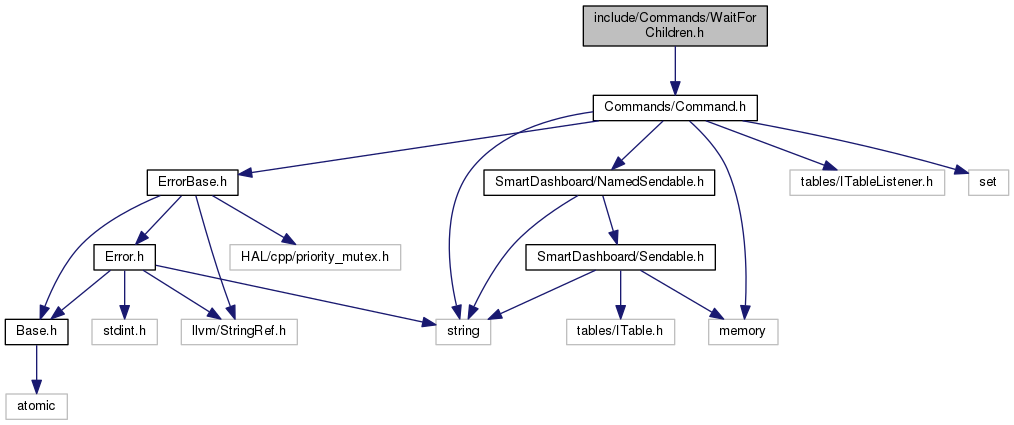 include/Commands/WaitFor
Children.h
Commands/Command.h
ErrorBase.h
SmartDashboard/NamedSendable.h
tables/ITableListener.h
set
Error.h
HAL/cpp/priority_mutex.h
SmartDashboard/Sendable.h
Base.h
stdint.h
llvm/StringRef.h
string
tables/ITable.h
memory
atomic